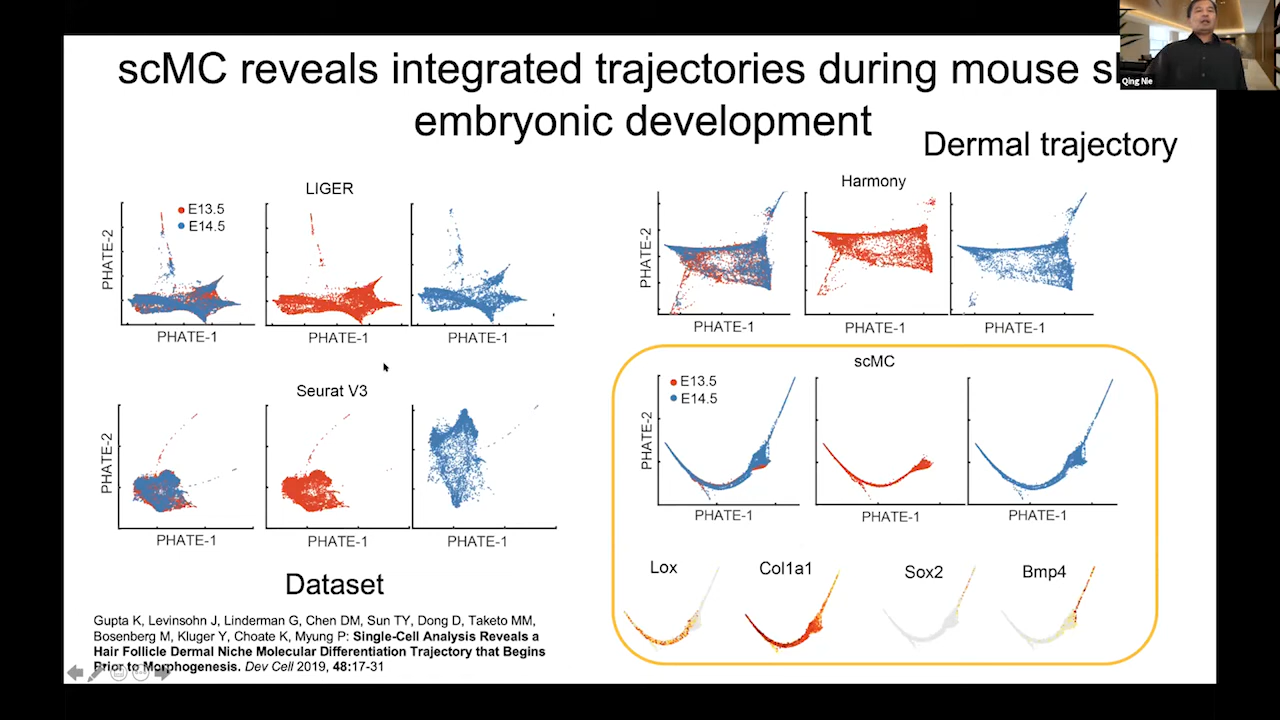 scMC reveals integrated trajectories during mouse
embryonic development
Qing Nie
Dermal trajectory
LIGER
E13.5
E14.5
PHATE-2
PHATE-1
PHATE-1
PHATE-1
Harmony
PHATE-2
PHATE-1
PHATE-1
PHATE-1
Seurat V3
PHATE-2
PHATE-1
PHATE-1
PHATE-1
scMC
E13.5
E14.5
PHATE-2
PHATE-1
PHATE-1
PHATE-1
Lox
Col1a1
Sox2
Bmp4
Dataset
Gupta K, Levinsohn J, Linderman G, Chen DM, Sun TY, Dong D, Taketo MM,
Bosenberg M, Kluger Y, Choate K, Myung P: Single-Cell Analysis Reveals a
Hair Follicle Dermal Niche Molecular Differentiation Trajectory that Begins
Prior to Morphogenesis. Dev Cell 2019, 48:17-31